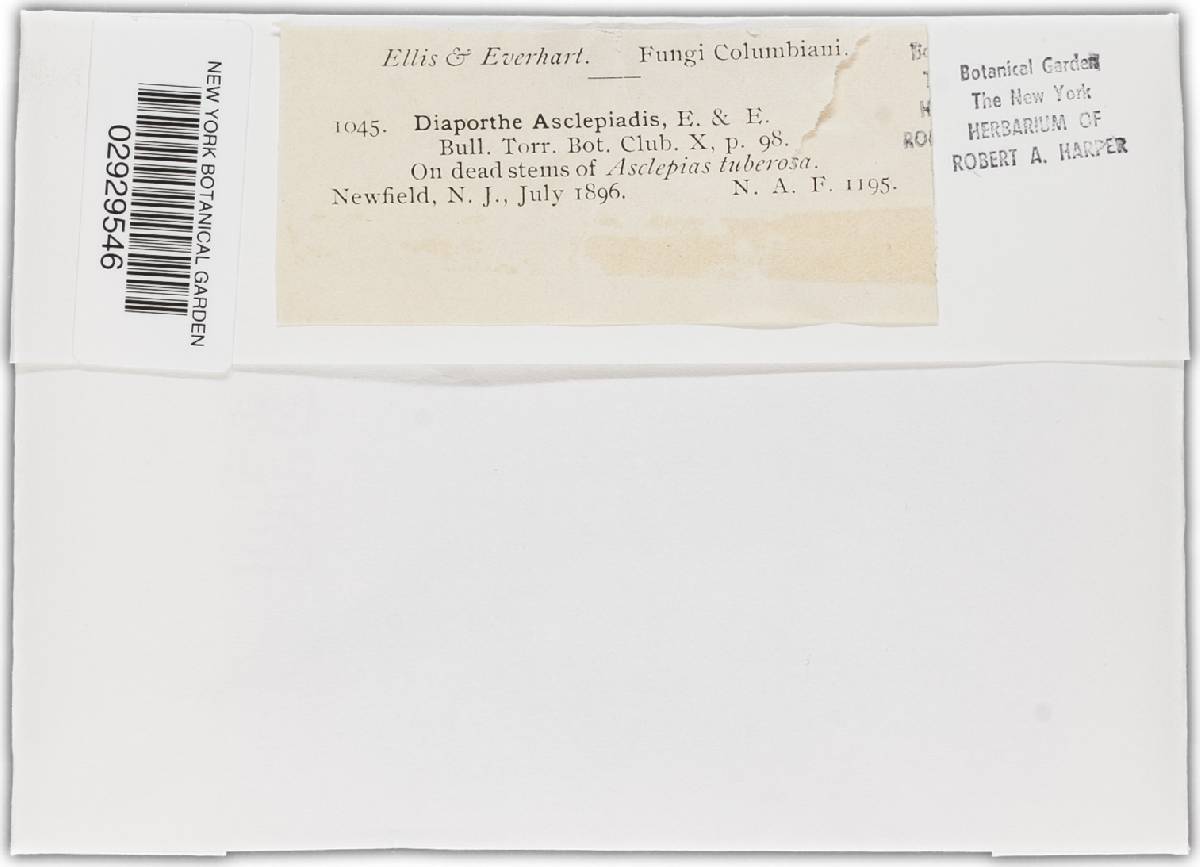 Ellis & Everhart. Fungi Columbiani.
1045. Diaporthe Asclepiadis, E. & E.
Bull. Torr. Bot. Club. X, p. 98.
On dead stems of Asclepias tuberosa.
Newfield, N. J., July 1896. N. A. F. 1195.
Botanical Garden
The New York
HERBARIUM OF
ROBERT A. HARPER
NEW YORK BOTANICAL GARDEN
02929546